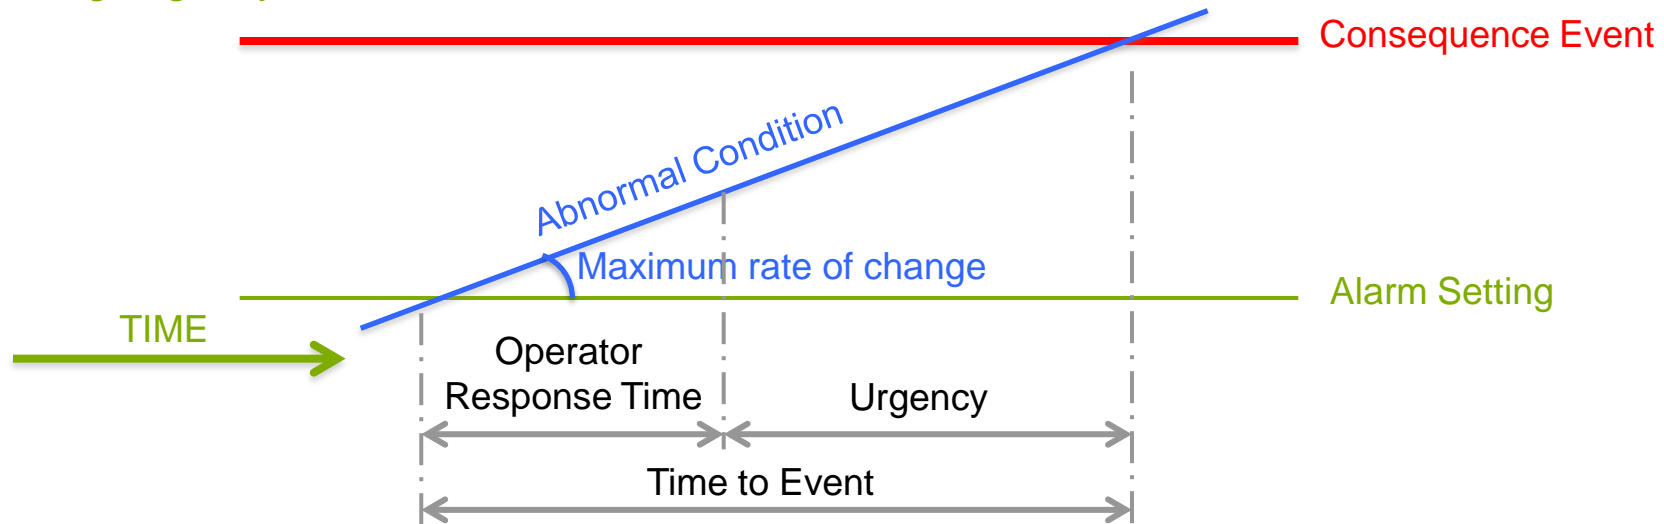 Consequence Event
Abnormal Condition
Maximum rate of change
Alarm Setting
TIME
Operator
Response Time
Urgency
Time to Event